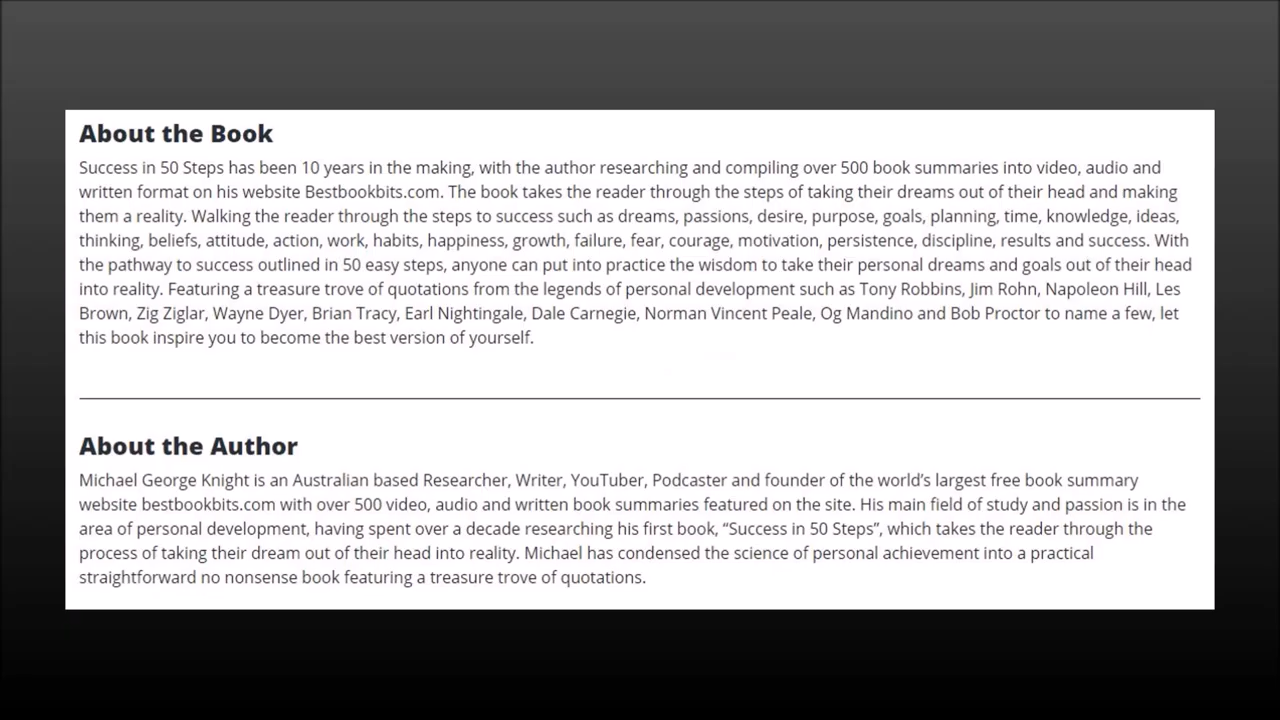 About the Book
Success in 50 Steps has been 10 years in the making, with the author researching and compiling over 500 book summaries into video, audio and
written format on his website Bestbookbits.com. The book takes the reader through the steps of taking their dreams out of their head and making
them a reality. Walking the reader through the steps to success such as dreams, passions, desire, purpose, goals, planning, time, knowledge, ideas,
thinking, beliefs, attitude, action, work, habits, happiness, growth, failure, fear, courage, motivation, persistence, discipline, results and success. With
the pathway to success outlined in 50 easy steps, anyone can put into practice the wisdom to take their personal dreams and goals out of their head
into reality. Featuring a treasure trove of quotations from the legends of personal development such as Tony Robbins, Jim Rohn, Napoleon Hill, Les
Brown, Zig Ziglar, Wayne Dyer, Brian Tracy, Earl Nightingale, Dale Carnegie, Norman Vincent Peale, Og Mandino and Bob Proctor to name a few, let
this book inspire you to become the best version of yourself.
About the Author
Michael George Knight is an Australian based Researcher, Writer, YouTuber, Podcaster and founder of the world’s largest free book summary
website bestbookbits.com with over 500 video, audio and written book summaries featured on the site. His main field of study and passion is in the
area of personal development, having spent over a decade researching his first book, “Success in 50 Steps”, which takes the reader through the
process of taking their dream out of their head into reality. Michael has condensed the science of personal achievement into a practical
straightforward no nonsense book featuring a treasure trove of quotations.